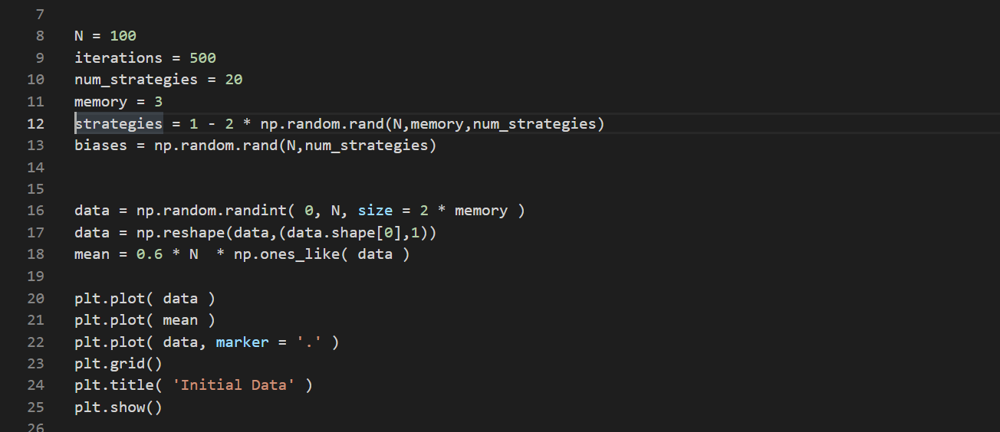 7
8 N = 100
9 iterations = 500
10 num_strategies = 20
11 memory = 3
12 strategies = 1 - 2 * np.random.rand(N,memory,num_strategies)
13 biases = np.random.rand(N,num_strategies)
14
15
16 data = np.random.randint( 0, N, size = 2 * memory )
17 data = np.reshape(data,(data.shape[0],1))
18 mean = 0.6 * N  * np.ones_like( data )
19
20 plt.plot( data )
21 plt.plot( mean )
22 plt.plot( data, marker = '.' )
23 plt.grid()
24 plt.title( 'Initial Data' )
25 plt.show()
26